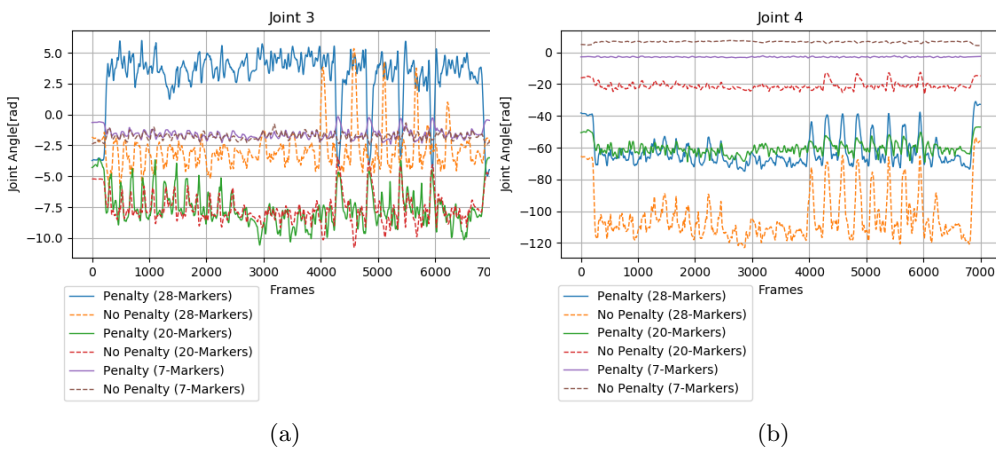 Joint 3
Joint Angle[rad]
5.0
2.5
0.0
−2.5
−5.0
−7.5
−10.0
0 1000 2000 3000 4000 5000 6000 70
Frames
Penalty (28-Markers)
No Penalty (28-Markers)
Penalty (20-Markers)
No Penalty (20-Markers)
Penalty (7-Markers)
No Penalty (7-Markers)
(a)
Joint 4
Joint Angle[rad]
0
−20
−40
−60
−80
−100
−120
0 1000 2000 3000 4000 5000 6000 7000
Frames
Penalty (28-Markers)
No Penalty (28-Markers)
Penalty (20-Markers)
No Penalty (20-Markers)
Penalty (7-Markers)
No Penalty (7-Markers)
(b)